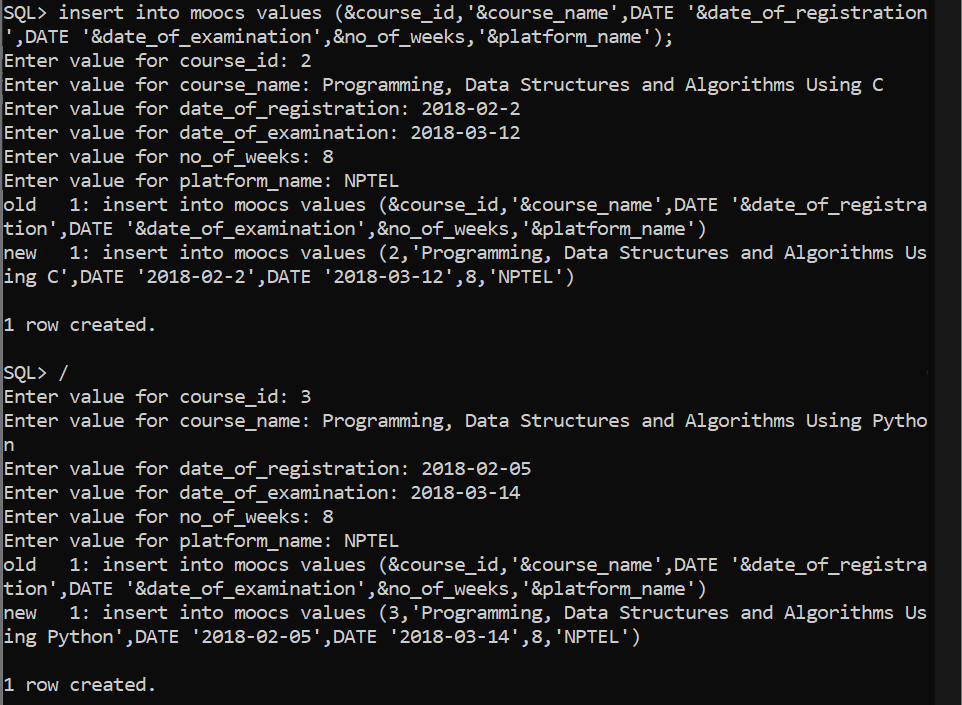 SQL> insert into moocs values (&course_id,'&course_name',DATE '&date_of_registration
',DATE '&date_of_examination',&no_of_weeks,'&platform_name');
Enter value for course_id: 2
Enter value for course_name: Programming, Data Structures and Algorithms Using C
Enter value for date_of_registration: 2018-02-2
Enter value for date_of_examination: 2018-03-12
Enter value for no_of_weeks: 8
Enter value for platform_name: NPTEL
old   1: insert into moocs values (&course_id,'&course_name',DATE '&date_of_registra
tion',DATE '&date_of_examination',&no_of_weeks,'&platform_name')
new   1: insert into moocs values (2,'Programming, Data Structures and Algorithms Us
ing C',DATE '2018-02-2',DATE '2018-03-12',8,'NPTEL')
1 row created.
SQL> /
Enter value for course_id: 3
Enter value for course_name: Programming, Data Structures and Algorithms Using Pytho
n
Enter value for date_of_registration: 2018-02-05
Enter value for date_of_examination: 2018-03-14
Enter value for no_of_weeks: 8
Enter value for platform_name: NPTEL
old   1: insert into moocs values (&course_id,'&course_name',DATE '&date_of_registra
tion',DATE '&date_of_examination',&no_of_weeks,'&platform_name')
new   1: insert into moocs values (3,'Programming, Data Structures and Algorithms Us
ing Python',DATE '2018-02-05',DATE '2018-03-14',8,'NPTEL')
1 row created.